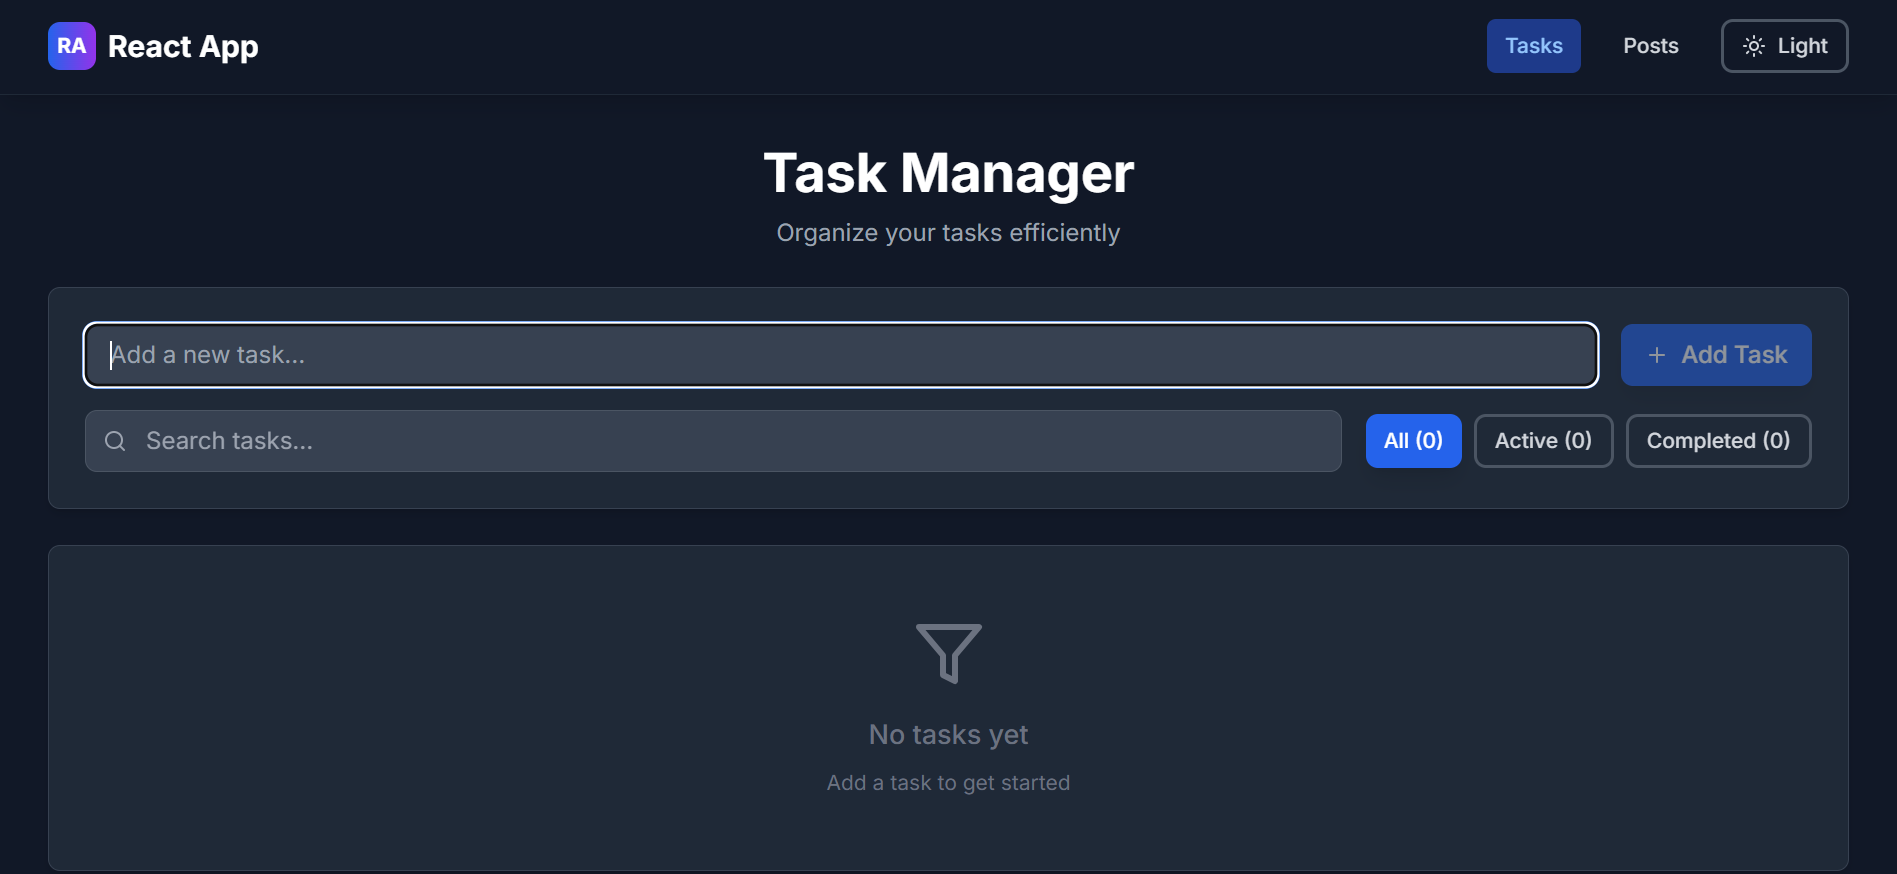 RA React App
Tasks
Posts
Light
Task Manager
Organize your tasks efficiently
Add a new task...
+ Add Task
Search tasks...
All (0)
Active (0)
Completed (0)
No tasks yet
Add a task to get started